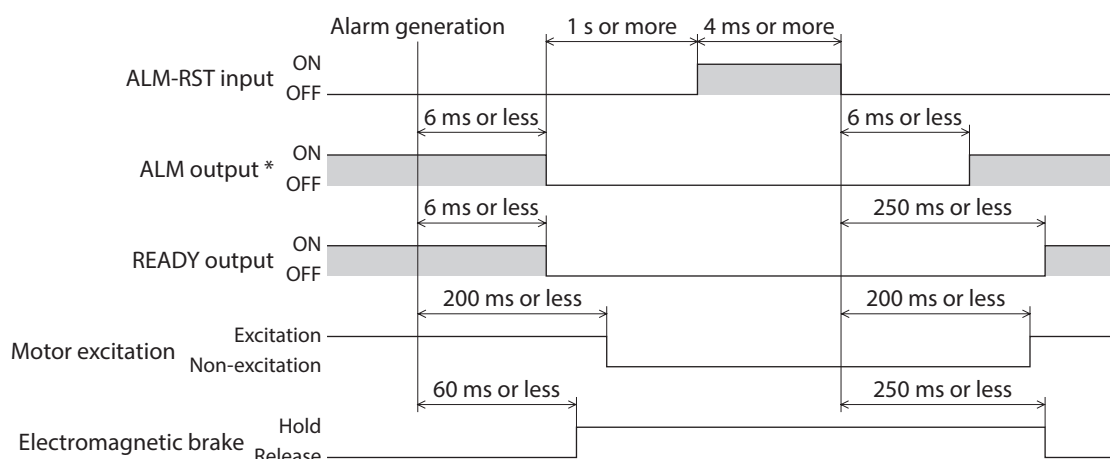 Alarm generation 1 s or more 4 ms or more
ALM-RST input ON
OFF
6 ms or less 6 ms or less
ALM output * ON
OFF
6 ms or less 250 ms or less
READY output ON
OFF
200 ms or less 200 ms or less
Motor excitation Excitation
Non-excitation
60 ms or less 250 ms or less
Electromagnetic brake Hold
Release